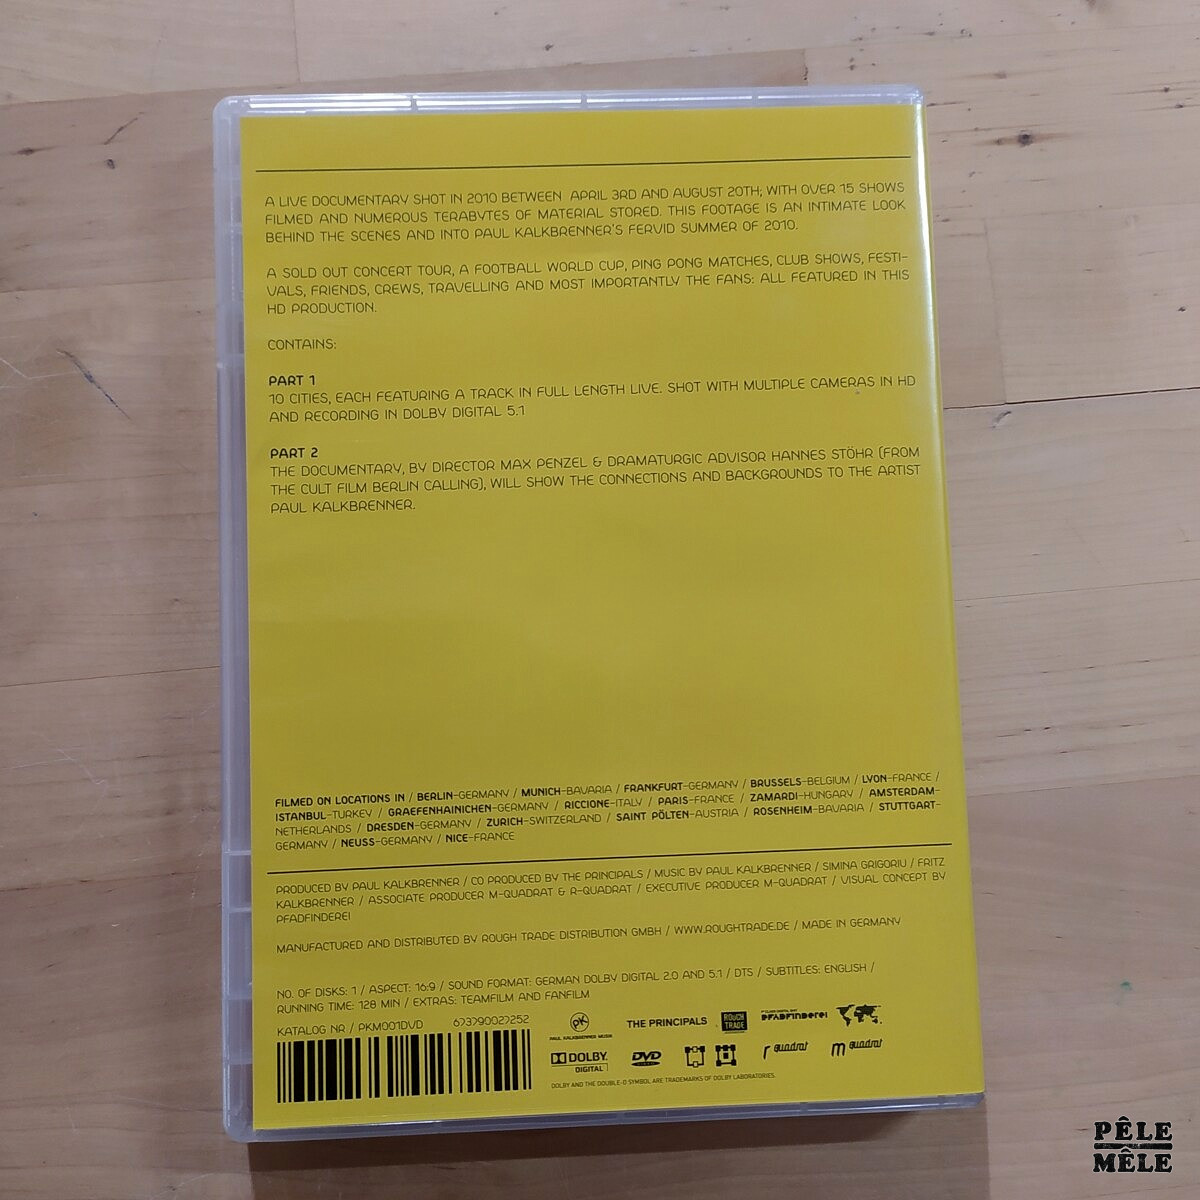 A LIVE DOCUMENTARY SHOT IN 2010 BETWEEN APRIL 3RD AND AUGUST 20TH; WITH OVER 15 SHOWS
FILMED AND NUMEROUS TERABYTES OF MATERIAL STORED. THIS FOOTAGE IS AN INTIMATE LOOK
BEHIND THE SCENES AND INTO PAUL KALKBRENNER'S FERVID SUMMER OF 2010.
A SOLD OUT CONCERT TOUR, A FOOTBALL WORLD CUP, PING PONG MATCHES, CLUB SHOWS, FESTI-
VALS, FRIENDS, CREWS, TRAVELLING AND MOST IMPORTANTLY THE FANS: ALL FEATURED IN THIS
HD PRODUCTION.
CONTAINS:
PART 1
10 CITIES, EACH FEATURING A TRACK IN FULL LENGTH LIVE. SHOT WITH MULTIPLE CAMERAS IN HD
AND RECORDING IN DOLBY DIGITAL 5.1
PART 2
THE DOCUMENTARY, BY DIRECTOR MAX PENZEL & DRAMATURGIC ADVISOR HANNES STÖHR (FROM
THE CULT FILM BERLIN CALLING), WILL SHOW THE CONNECTIONS AND BACKGROUNDS TO THE ARTIST
PAUL KALKBRENNER.
FILMED ON LOCATIONS IN / BERLIN-GERMANY / MUNICH-BAVARIA / FRANKFURT-GERMANY / BRUSSELS-BELGIUM / LYON-FRANCE /
ISTANBUL-TURKEY / GRAEFENHAINICHEN-GERMANY / RICCIONE-ITALY / PARIS-FRANCE / ZAMARDI-HUNGARY / AMSTERDAM-
NETHERLANDS / DRESDEN-GERMANY / ZURICH-SWITZERLAND / SAINT PÖLTEN-AUSTRIA / ROSENHEIM-BAVARIA / STUTTGART-
GERMANY / NEUSS-GERMANY / NICE-FRANCE
PRODUCED BY PAUL KALKBRENNER / CO PRODUCED BY THE PRINCIPALS / MUSIC BY PAUL KALKBRENNER / SIMINA GRIGORIU / FRITZ
KALKBRENNER / ASSOCIATE PRODUCER M-QUADRAT & R-QUADRAT / EXECUTIVE PRODUCER M-QUADRAT / VISUAL CONCEPT BY
PFADFINDEREI
MANUFACTURED AND DISTRIBUTED BY ROUGH TRADE DISTRIBUTION GMBH / WWW.ROUGHTRADE.DE / MADE IN GERMANY
NO. OF DISKS: 1 / ASPECT: 16:9 / SOUND FORMAT: GERMAN DOLBY DIGITAL 2.0 AND 5.1 / DTS / SUBTITLES: ENGLISH /
RUNNING TIME: 128 MIN / EXTRAS: TEAMFILM AND FANFILM
KATALOG NR / PKM001DVD 673790027252
PK
PAUL KALKBRENNER MUSIK
THE PRINCIPALS
ROUGH
TRADE
PFADFINDEREI
DOLBY
DIGITAL
DVD
r quadrat
m quadrat
DOLBY AND THE DOUBLE-D SYMBOL ARE TRADEMARKS OF DOLBY LABORATORIES.
PÊLE
MÊLE